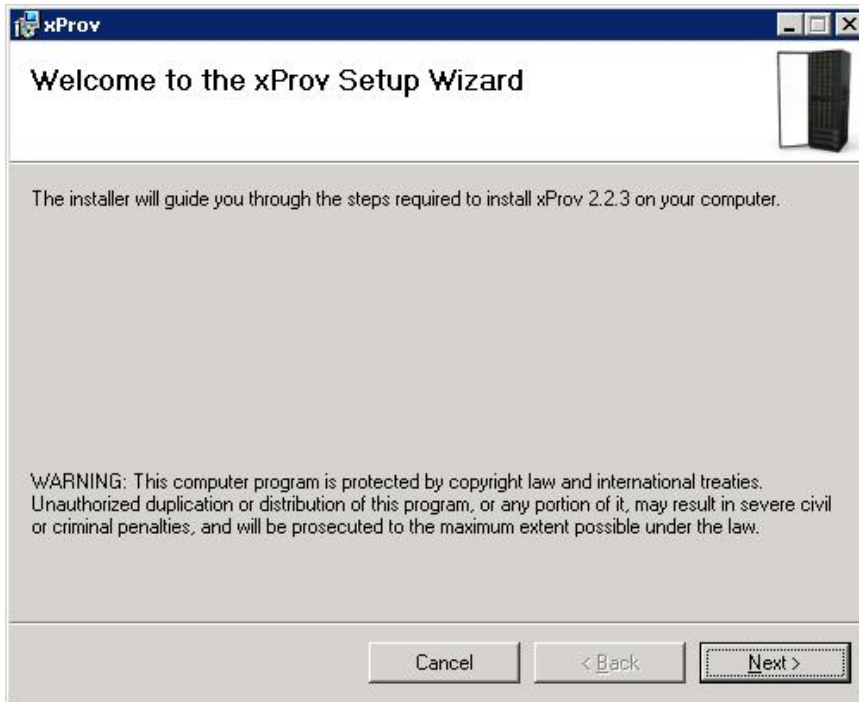 xProv
Welcome to the xProv Setup Wizard
The installer will guide you through the steps required to install xProv 2.2.3 on your computer.
WARNING: This computer program is protected by copyright law and international treaties.
Unauthorized duplication or distribution of this program, or any portion of it, may result in severe civil
or criminal penalties, and will be prosecuted to the maximum extent possible under the law.
Cancel
< Back
Next >